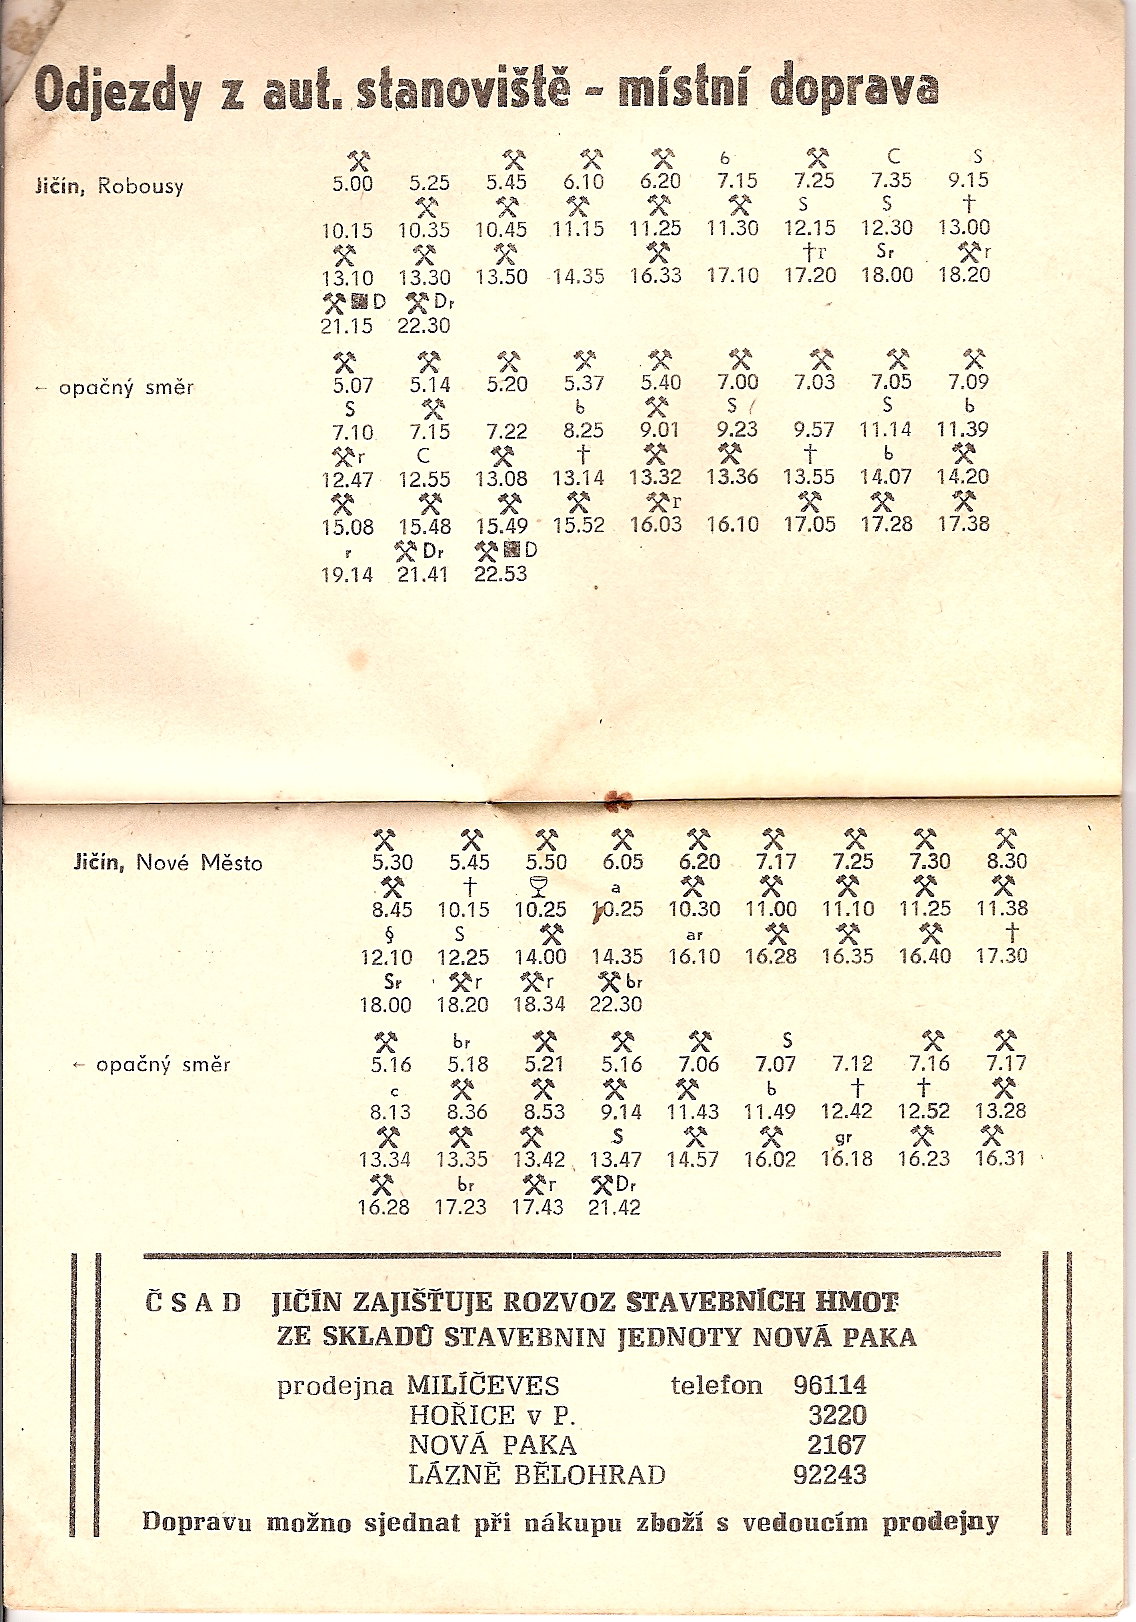 Odjezdy z aut. stanoviště - místní doprava
⚒ ⚒ ⚒ ⚒ 6 ⚒ C S
Jičín, Robousy 5.00 5.25 5.45 6.10 6.20 7.15 7.25 7.35 9.15
⚒ ⚒ ⚒ ⚒ ⚒ S S †
10.15 10.35 10.45 11.15 11.25 11.30 12.15 12.30 13.00
⚒ ⚒ ⚒ ⚒ †r Sr ⚒r
13.10 13.30 13.50 14.35 16.33 17.10 17.20 18.00 18.20
⚒■D ⚒Dr
21.15 22.30
⚒ ⚒ ⚒ ⚒ ⚒ ⚒ ⚒ ⚒ ⚒
← opačný směr 5.07 5.14 5.20 5.37 5.40 7.00 7.03 7.05 7.09
S ⚒ b ⚒ S S b
7.10 7.15 7.22 8.25 9.01 9.23 9.57 11.14 11.39
⚒r C ⚒ † ⚒ ⚒ † b ⚒
12.47 12.55 13.08 13.14 13.32 13.36 13.55 14.07 14.20
⚒ ⚒ ⚒ ⚒ ⚒r ⚒ ⚒ ⚒
15.08 15.48 15.49 15.52 16.03 16.10 17.05 17.28 17.38
r ⚒Dr ⚒■D
19.14 21.41 22.53
⚒ ⚒ ⚒ ⚒ ⚒ ⚒ ⚒ ⚒ ⚒
Jičín, Nové Město 5.30 5.45 5.50 6.05 6.20 7.17 7.25 7.30 8.30
⚒ † 🍷 a ⚒ ⚒ ⚒ ⚒ ⚒
8.45 10.15 10.25 10.25 10.30 11.00 11.10 11.25 11.38
§ S ⚒ ar ⚒ ⚒ ⚒ †
12.10 12.25 14.00 14.35 16.10 16.28 16.35 16.40 17.30
Sr ⚒r ⚒r ⚒br
18.00 18.20 18.34 22.30
⚒ br ⚒ ⚒ ⚒ S ⚒ ⚒
← opačný směr 5.16 5.18 5.21 5.16 7.06 7.07 7.12 7.16 7.17
c ⚒ ⚒ ⚒ ⚒ b † † ⚒
8.13 8.36 8.53 9.14 11.43 11.49 12.42 12.52 13.28
⚒ ⚒ ⚒ S ⚒ ⚒ gr ⚒ ⚒
13.34 13.35 13.42 13.47 14.57 16.02 16.18 16.23 16.31
⚒ br ⚒r ⚒Dr
16.28 17.23 17.43 21.42
ČSAD JIČÍN ZAJIŠŤUJE ROZVOZ STAVEBNÍCH HMOT
ZE SKLADŮ STAVEBNIN JEDNOTY NOVÁ PAKA
prodejna MILÍČEVES telefon 96114
HOŘICE v P. 3220
NOVÁ PAKA 2167
LÁZNĚ BĚLOHRAD 92243
Dopravu možno sjednat při nákupu zboží s vedoucím prodejny